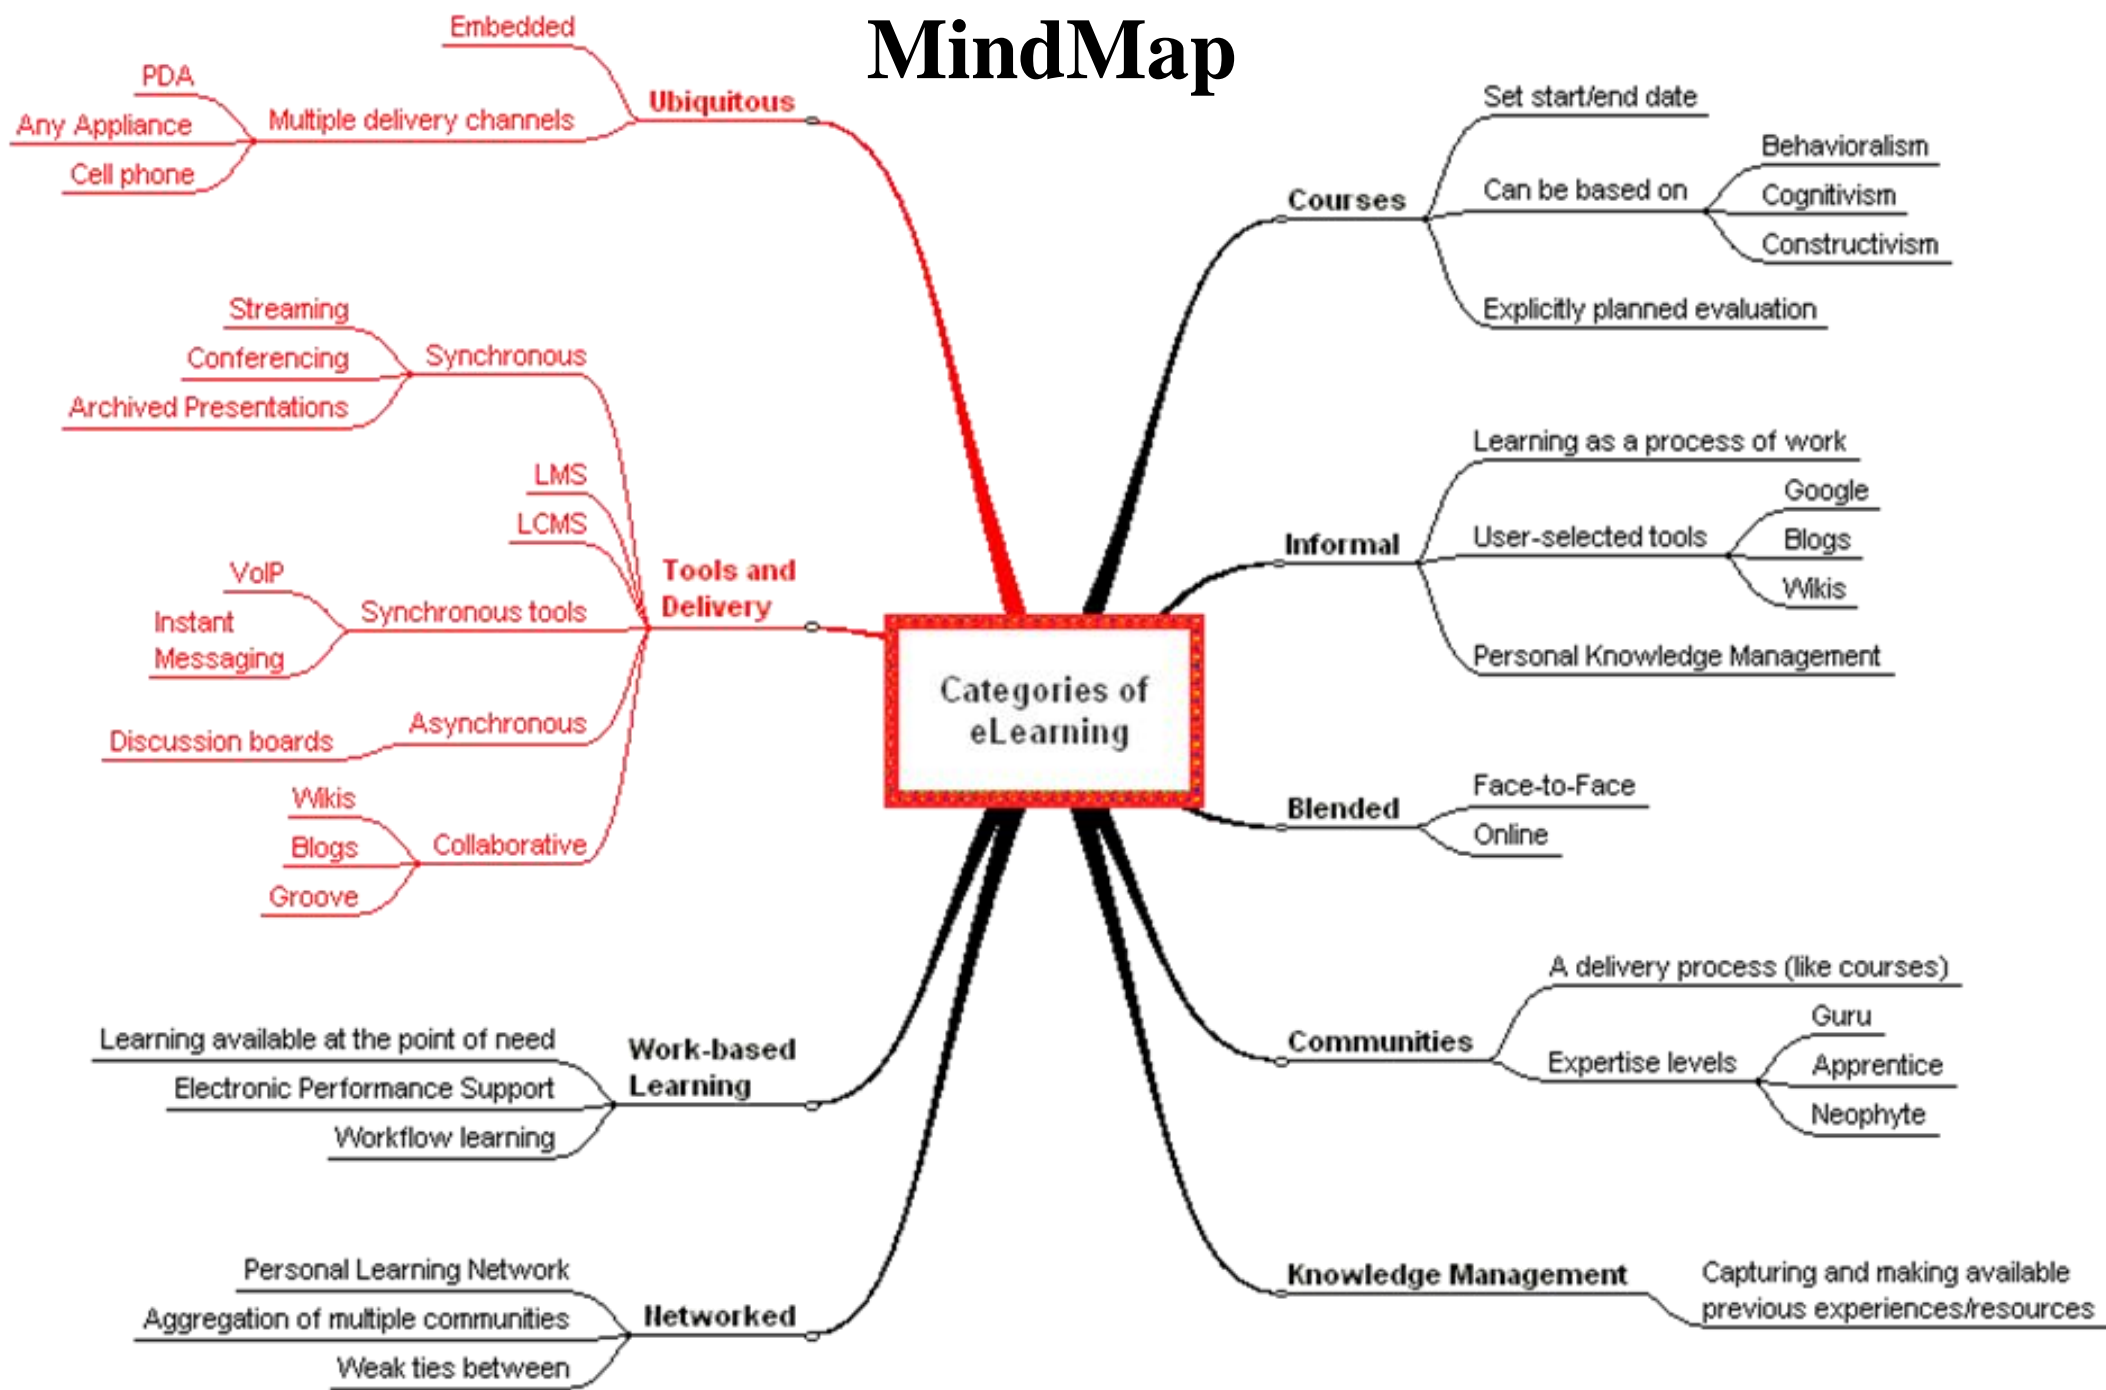 MindMap
Embedded
PDA
Any Appliance
Cell phone
Multiple delivery channels
Ubiquitous
Streaming
Conferencing
Archived Presentations
Synchronous
LMS
LCMS
VoIP
Instant
Messaging
Synchronous tools
Discussion boards
Asynchronous
Wikis
Blogs
Groove
Collaborative
Tools and
Delivery
Learning available at the point of need
Electronic Performance Support
Workflow learning
Work-based
Learning
Personal Learning Network
Aggregation of multiple communities
Weak ties between
Networked
Categories of
eLearning
Courses
Set start/end date
Can be based on
Behavioralism
Cognitivism
Constructivism
Explicitly planned evaluation
Informal
Learning as a process of work
User-selected tools
Google
Blogs
Wikis
Personal Knowledge Management
Blended
Face-to-Face
Online
Communities
A delivery process (like courses)
Expertise levels
Guru
Apprentice
Neophyte
Knowledge Management
Capturing and making available
previous experiences/resources